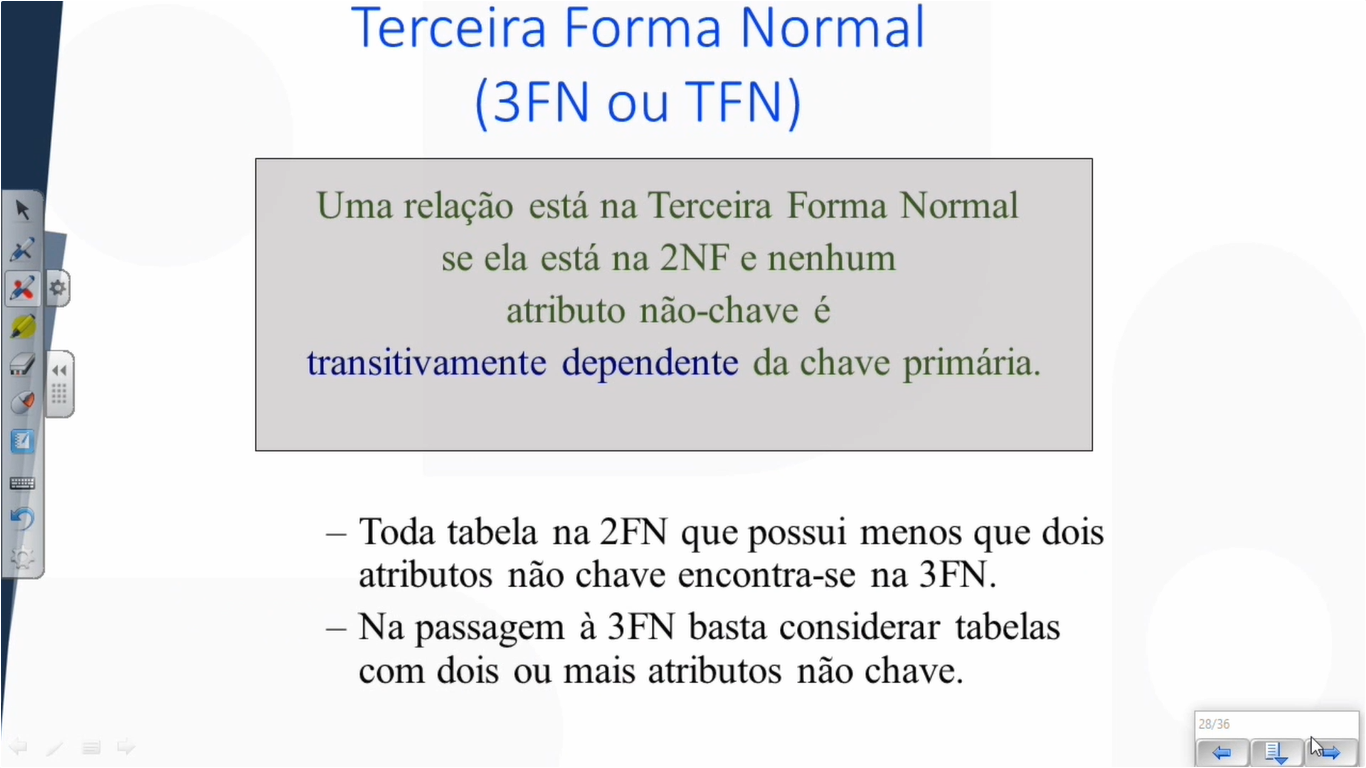 Terceira Forma Normal
(3FN ou TFN)
Uma relação está na Terceira Forma Normal
se ela está na 2NF e nenhum
atributo não-chave é
transitivamente dependente da chave primária.
– Toda tabela na 2FN que possui menos que dois
atributos não chave encontra-se na 3FN.
– Na passagem à 3FN basta considerar tabelas
com dois ou mais atributos não chave.
28/36